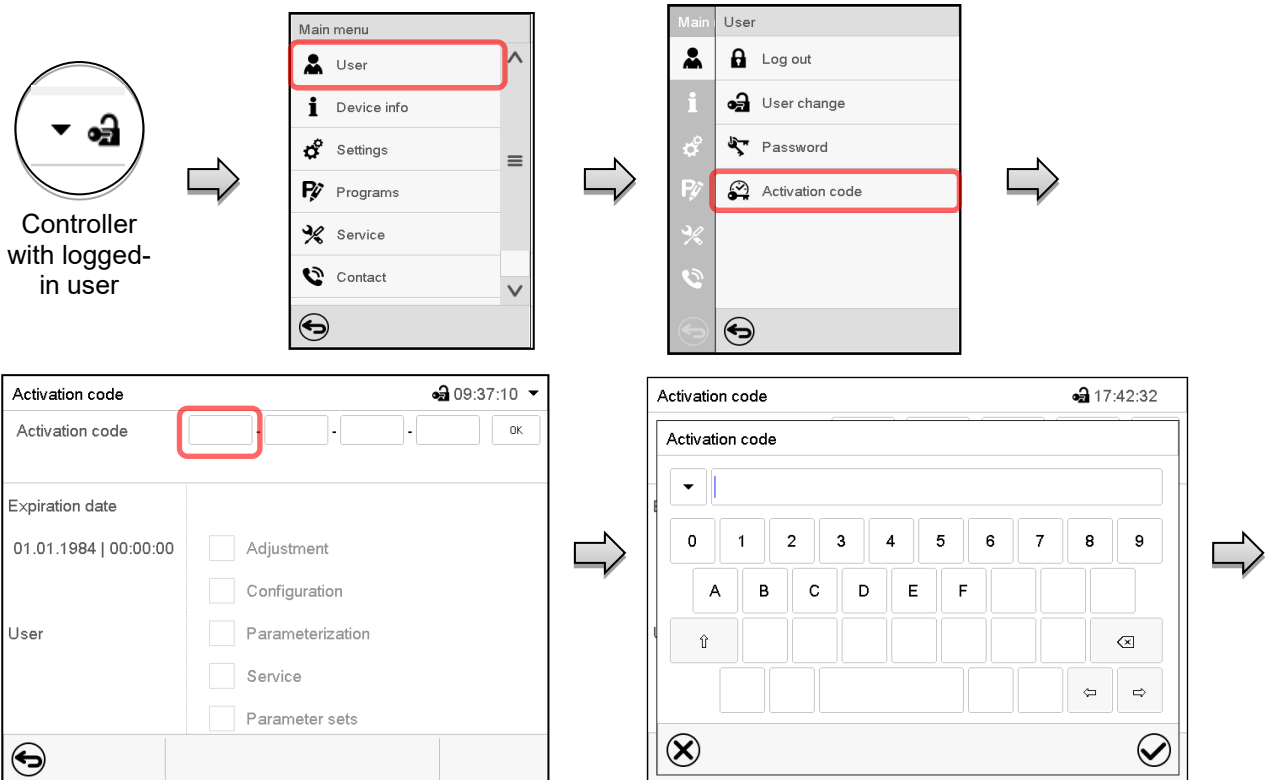 Controller
with logged-
in user
Main menu
User
Device info
Settings
Programs
Service
Contact
Main
User
Log out
User change
Password
Activation code
Activation code
09:37:10
Activation code
-
-
-
OK
Expiration date
01.01.1984 | 00:00:00
Adjustment
Configuration
User
Parameterization
Service
Parameter sets
Activation code
17:42:32
Activation code
0 1 2 3 4 5 6 7 8 9
A B C D E F